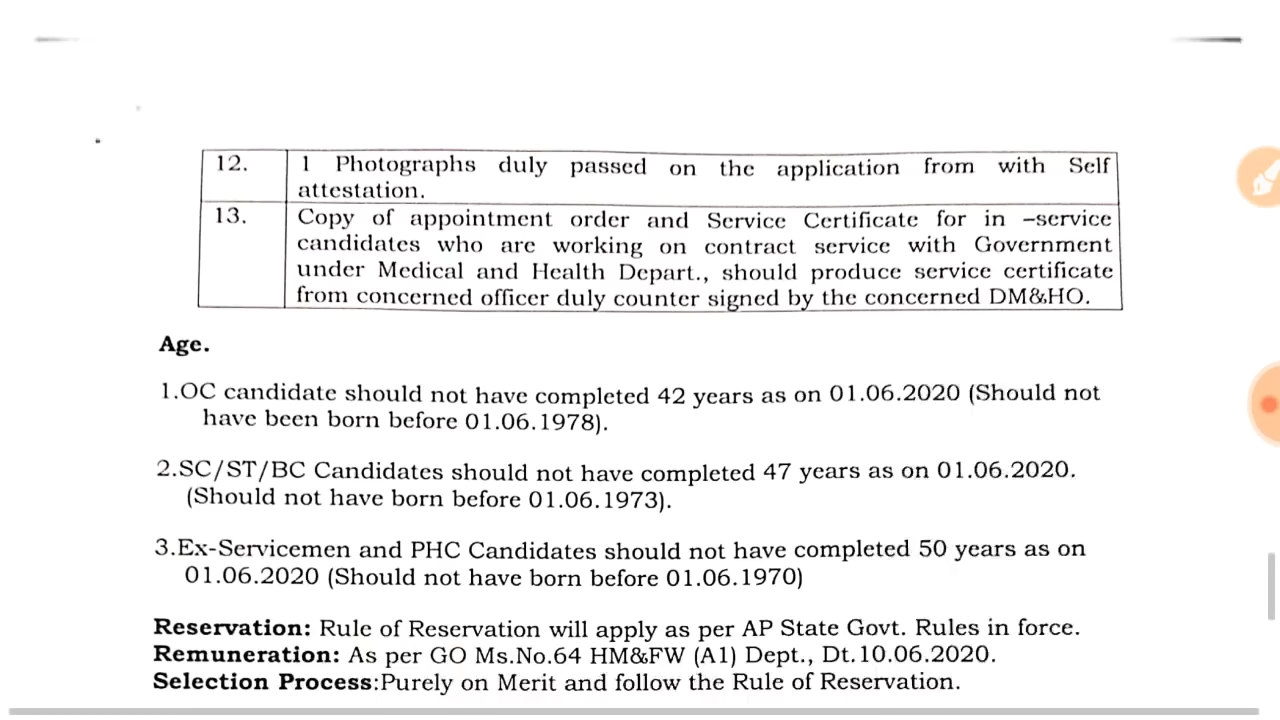 12. 1 Photographs duly passed on the application from with Self
attestation.
13. Copy of appointment order and Service Certificate for in –service
candidates who are working on contract service with Government
under Medical and Health Depart., should produce service certificate
from concerned officer duly counter signed by the concerned DM&HO.
Age.
1.OC candidate should not have completed 42 years as on 01.06.2020 (Should not
have been born before 01.06.1978).
2.SC/ST/BC Candidates should not have completed 47 years as on 01.06.2020.
(Should not have born before 01.06.1973).
3.Ex-Servicemen and PHC Candidates should not have completed 50 years as on
01.06.2020 (Should not have born before 01.06.1970)
Reservation: Rule of Reservation will apply as per AP State Govt. Rules in force.
Remuneration: As per GO Ms.No.64 HM&FW (A1) Dept., Dt.10.06.2020.
Selection Process:Purely on Merit and follow the Rule of Reservation.